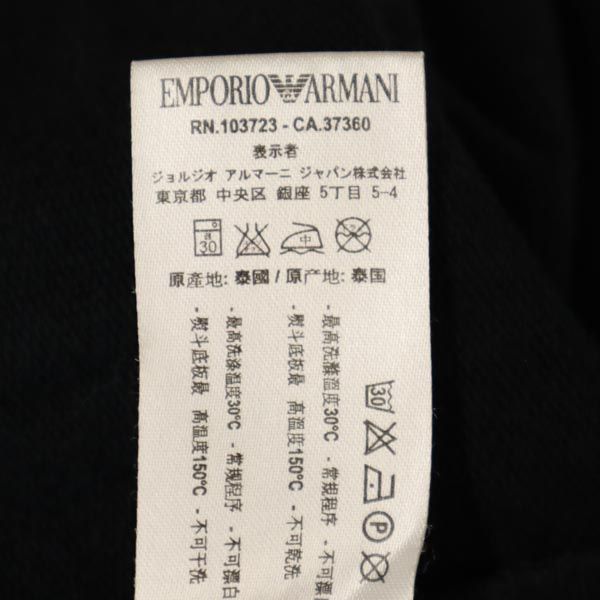 EMPORIO ARMANI
RN.103723 - CA.37360
表示者
ジョルジオ アルマーニ ジャパン株式会社
東京都 中央区 銀座 5丁目 5-4
30
中
原產地: 泰國 / 原产地: 泰国
30
P
- 最高洗滌溫度30°C - 常規程序 - 不可漂白
- 熨斗底板最 高溫度150°C - 不可乾洗
- 最高洗涤温度30°C - 常规程序 - 不可漂白
- 熨斗底板最 高温度150°C - 不可干洗